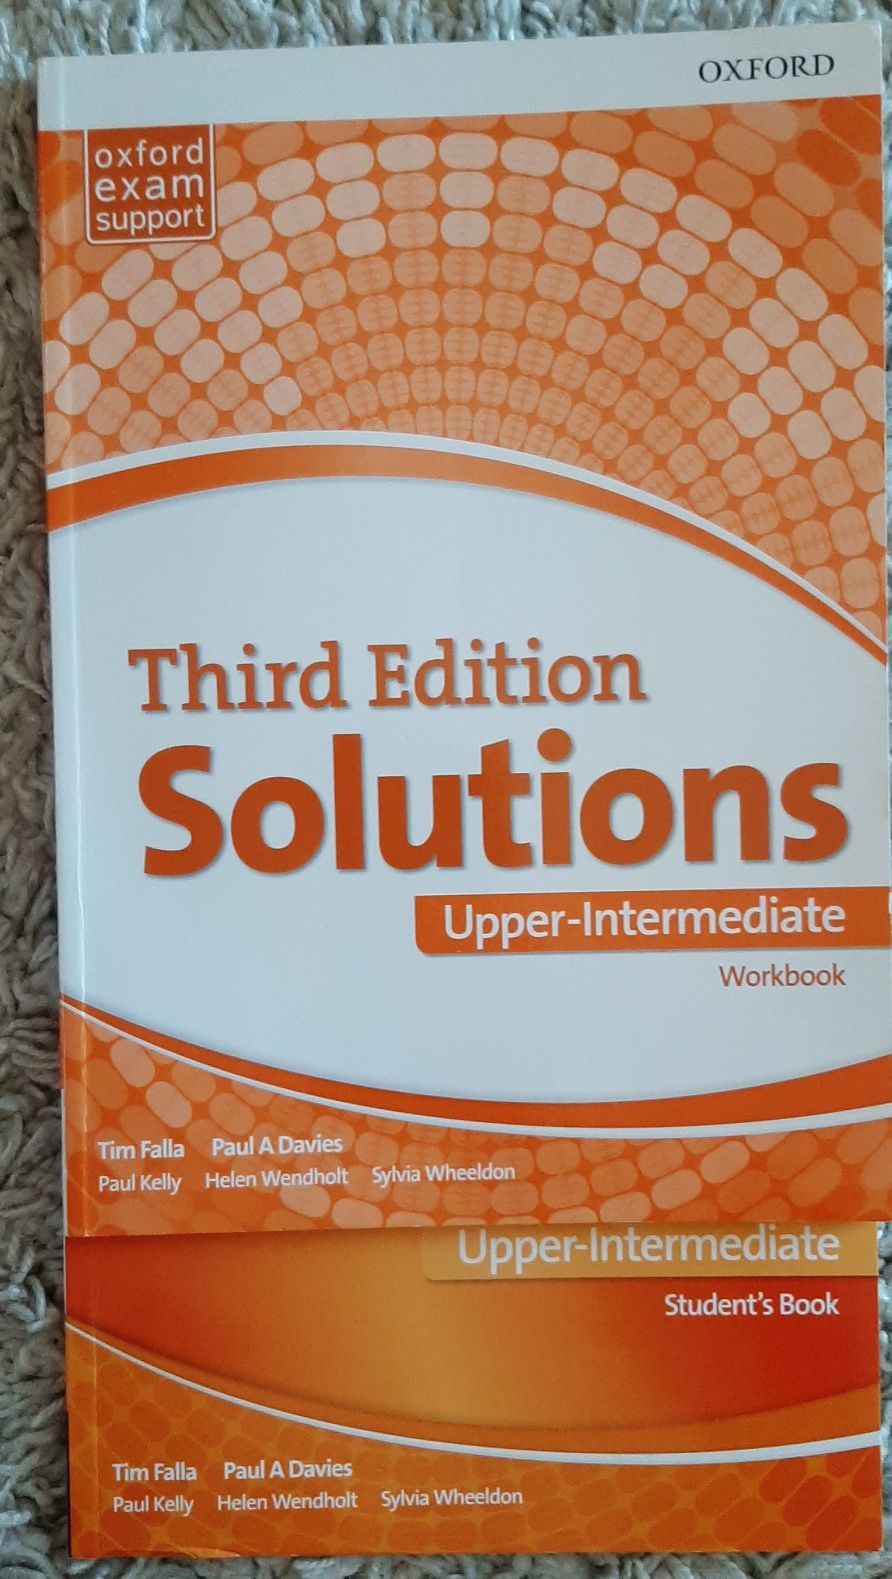 OXFORD
oxford
exam
support
Third Edition
Solutions
Upper-Intermediate
Workbook
Tim Falla Paul A Davies
Paul Kelly Helen Wendholt Sylvia Wheeldon
Upper-Intermediate
Student's Book
Tim Falla Paul A Davies
Paul Kelly Helen Wendholt Sylvia Wheeldon